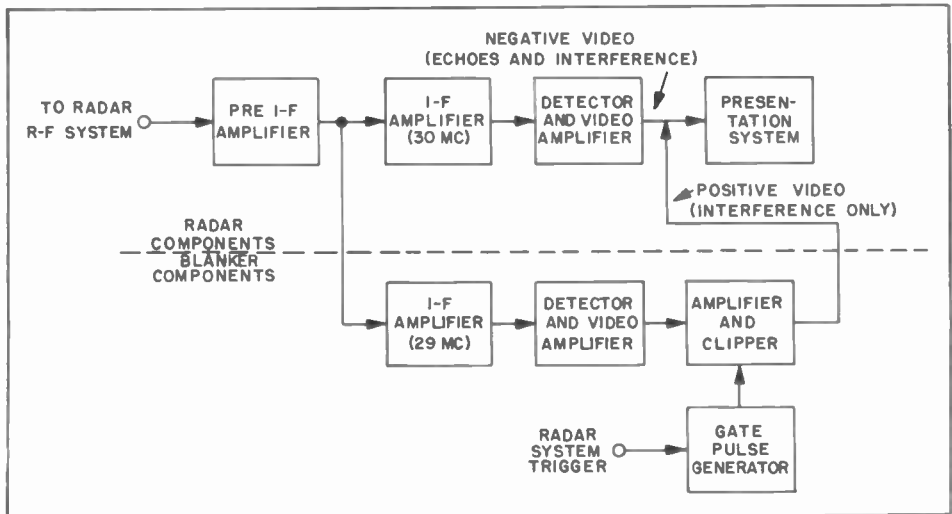 NEGATIVE VIDEO
(ECHOES AND INTERFERENCE)
TO RADAR
R-F SYSTEM
PRE I-F
AMPLIFIER
I-F
AMPLIFIER
(30 MC)
DETECTOR
AND VIDEO
AMPLIFIER
PRESEN-
TATION
SYSTEM
POSITIVE VIDEO
(INTERFERENCE ONLY)
RADAR
COMPONENTS
BLANKER
COMPONENTS
I-F
AMPLIFIER
(29 MC)
DETECTOR
AND VIDEO
AMPLIFIER
AMPLIFIER
AND
CLIPPER
RADAR
SYSTEM
TRIGGER
GATE
PULSE
GENERATOR